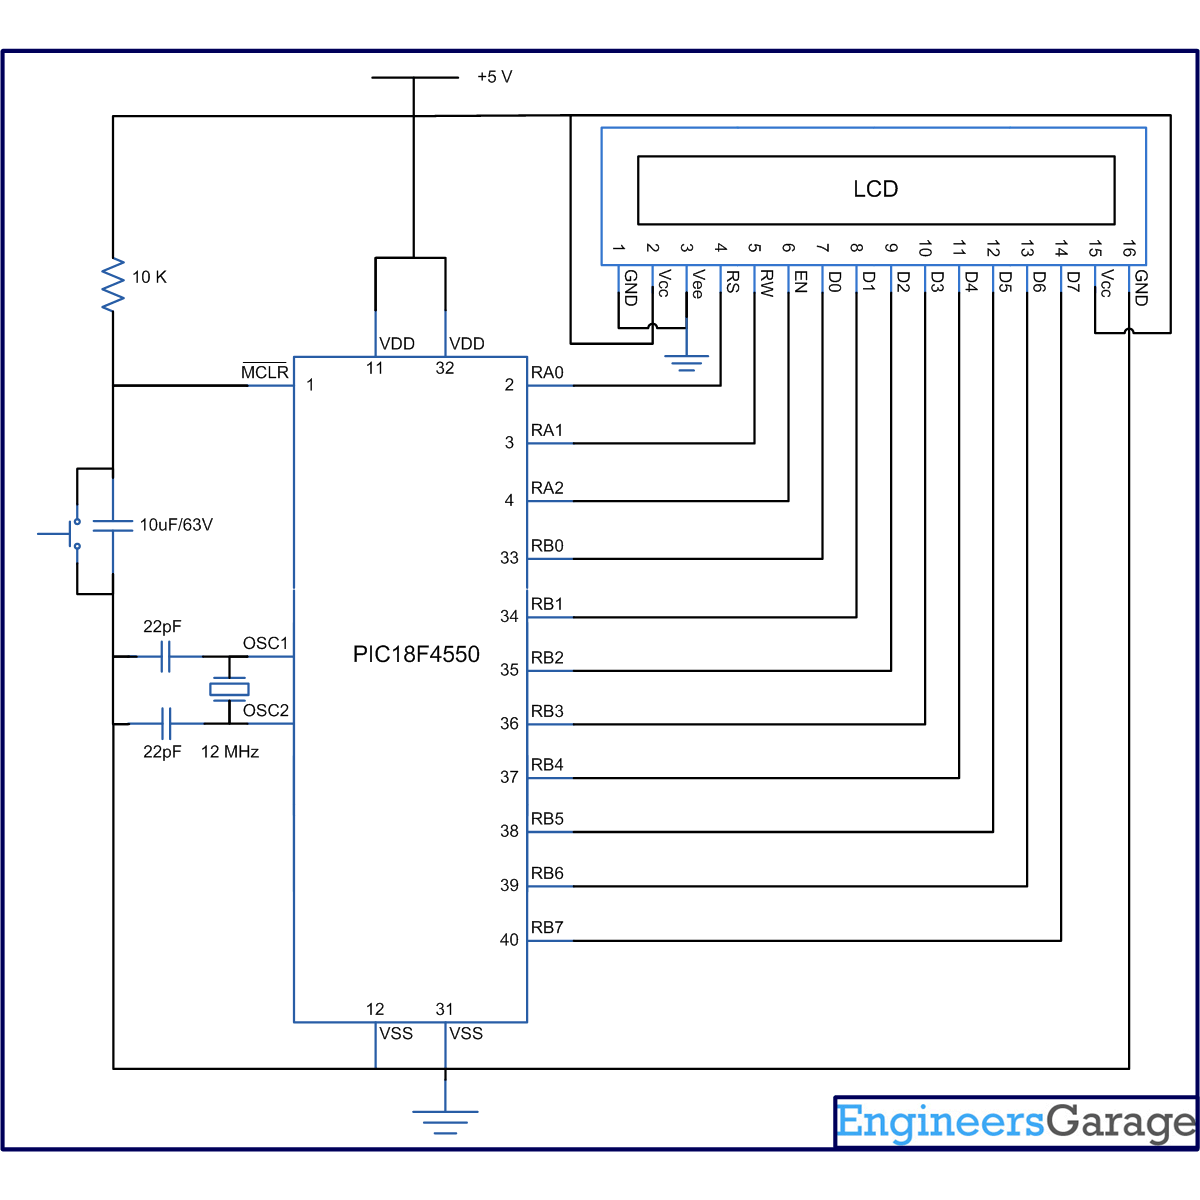 +5 V
LCD
1 2 3 4 5 6 7 8 9 10 11 12 13 14 15 16
GND Vcc Vee RS RW EN D0 D1 D2 D3 D4 D5 D6 D7 Vcc GND
10 K
VDD VDD
11 32
MCLR
1
2 RA0
3 RA1
4 RA2
10uF/63V
33 RB0
34 RB1
22pF
OSC1
PIC18F4550
35 RB2
OSC2
36 RB3
22pF
12 MHz
37 RB4
38 RB5
39 RB6
40 RB7
12 31
VSS VSS
EngineersGarage